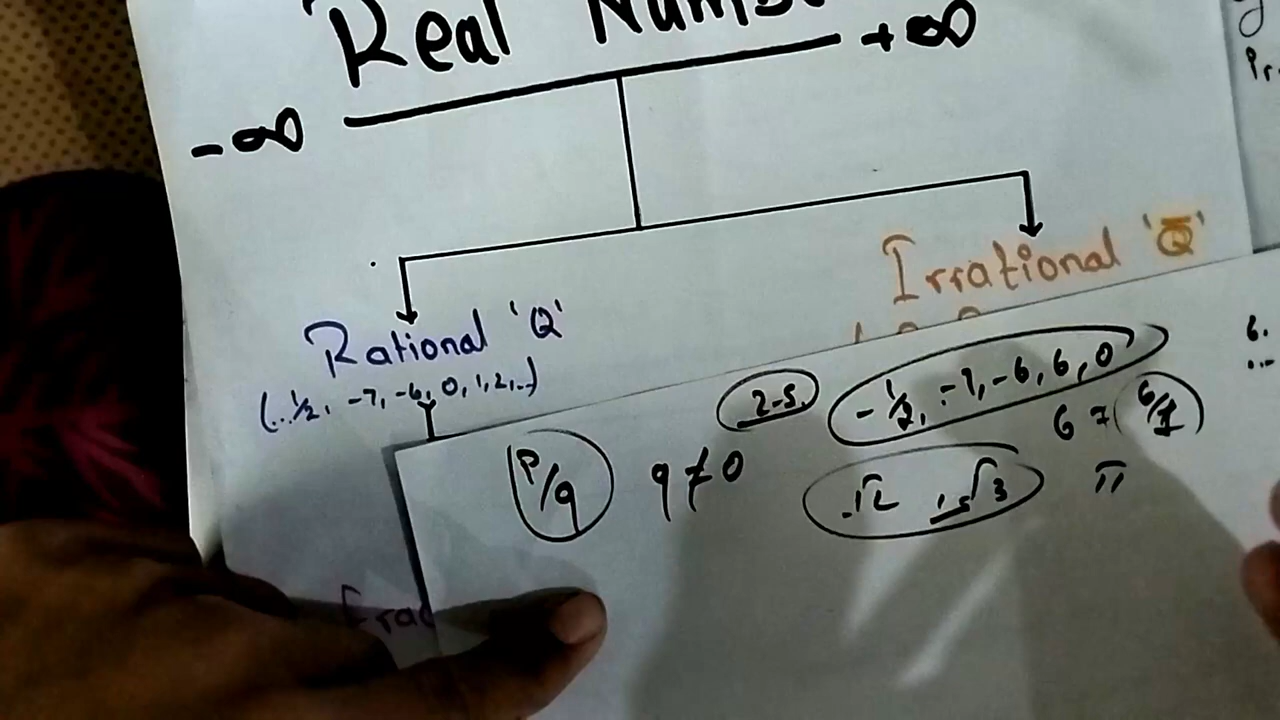 Real
-∞ +∞
Rational 'Q'
Irrational 'Q̅'
(..½, -7, -6, 0, 1, 2,..)
2-5.
-½, -7, -6, 6, 0
P/q q≠0
6 = 6/1
√2, √3 π